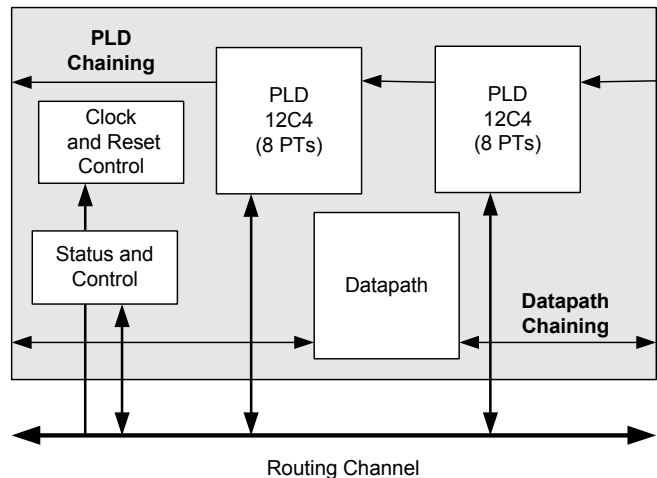 PLD
Chaining
Clock
and Reset
Control
PLD
12C4
(8 PTs)
PLD
12C4
(8 PTs)
Status and
Control
Datapath
Datapath
Chaining
Routing Channel